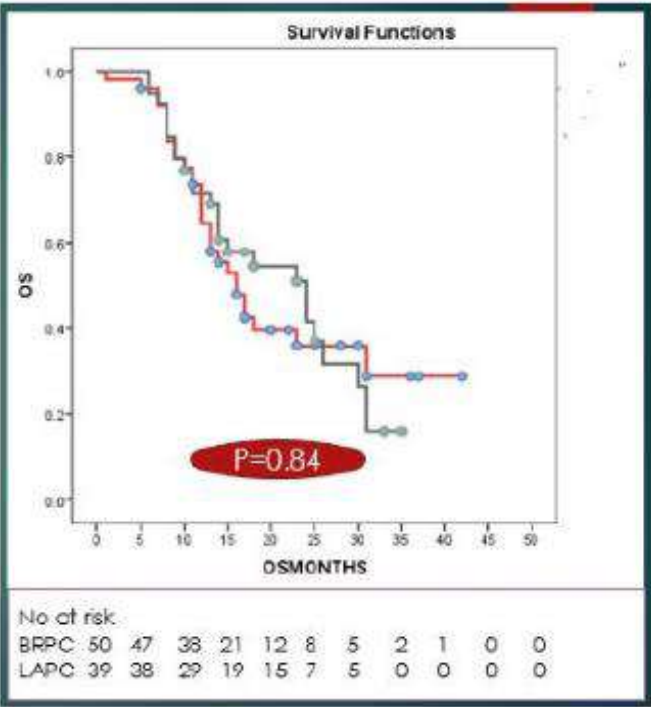 Survival Functions
1.0
0.8
0.6
0.4
0.2
0.0
OS
P=0.84
0 5 10 15 20 25 30 35 40 45 50
OSMONTHS
No at risk
BRPC 50 47 38 21 12 8 5 2 1 0 0
LAPC 39 38 29 19 15 7 5 0 0 0 0